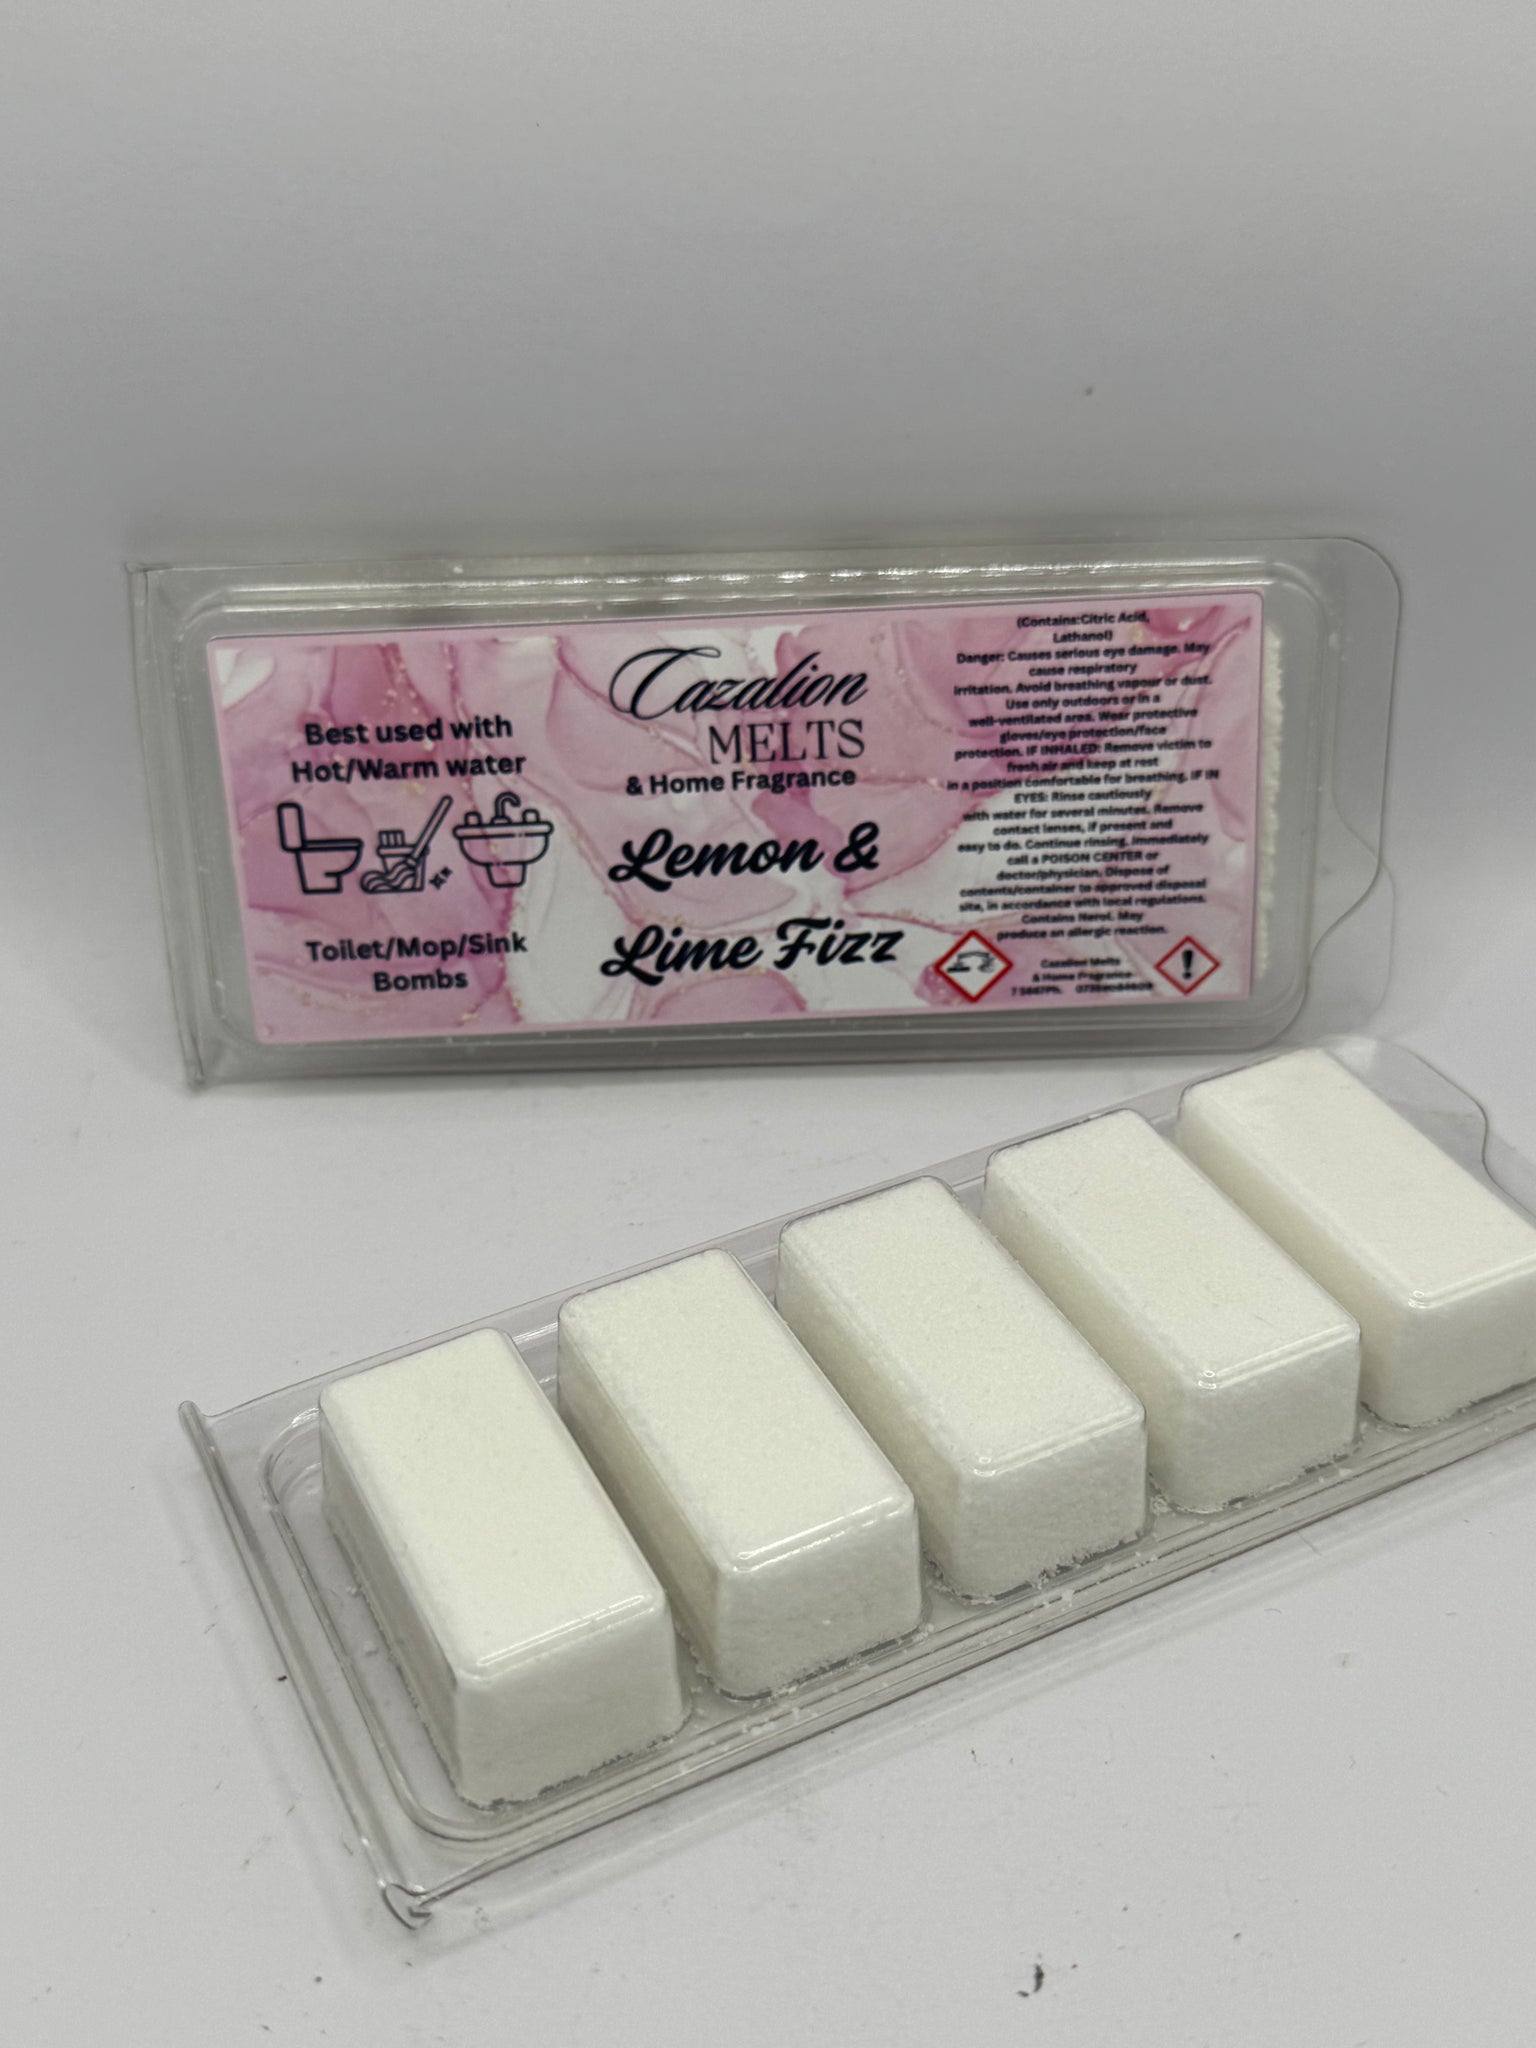 Best used with
Hot/Warm water
Toilet/Mop/Sink
Bombs
Cazalion
MELTS
& Home Fragrance
Lemon &
Lime Fizz
(Contains:Citric Acid,
Lathanol)
Danger: Causes serious eye damage. May
cause respiratory
irritation. Avoid breathing vapour or dust.
Use only outdoors or in a
well-ventilated area. Wear protective
gloves/eye protection/face
protection. IF INHALED: Remove victim to
fresh air and keep at rest
in a position comfortable for breathing. IF IN
EYES: Rinse cautiously
with water for several minutes. Remove
contact lenses, if present and
easy to do. Continue rinsing. Immediately
call a POISON CENTER or
doctor/physician. Dispose of
contents/container to approved disposal
site, in accordance with local regulations.
Contains Nerol. May
produce an allergic reaction.
Cazalion Melts
& Home Fragrance